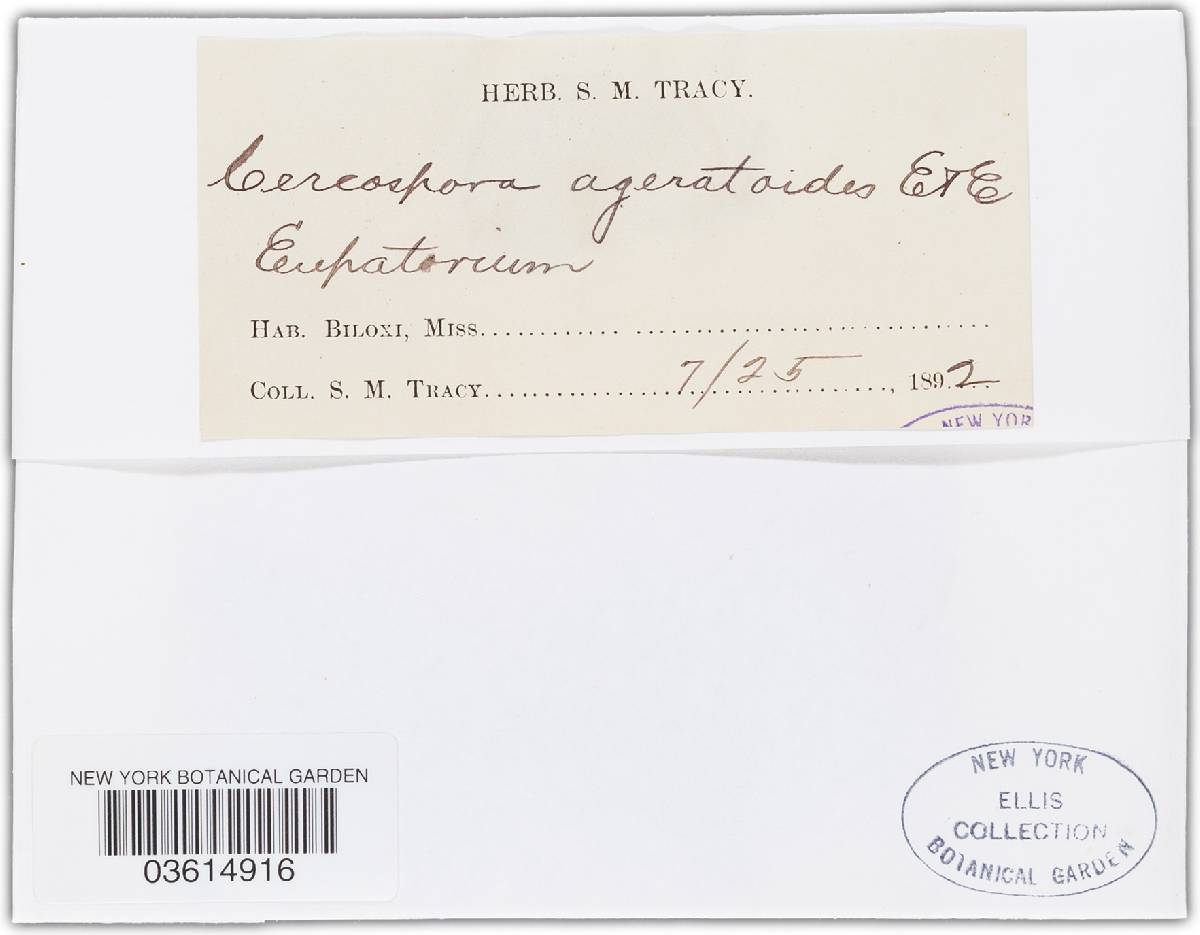 HERB. S. M. TRACY.
Cercospora ageratoides E&E
Eupatorium
HAB. BILOXI, MISS.
COLL. S. M. TRACY. 7/25, 1892.
NEW YOR
NEW YORK BOTANICAL GARDEN
03614916
NEW YORK
ELLIS
COLLECTION
BOTANICAL GARDEN